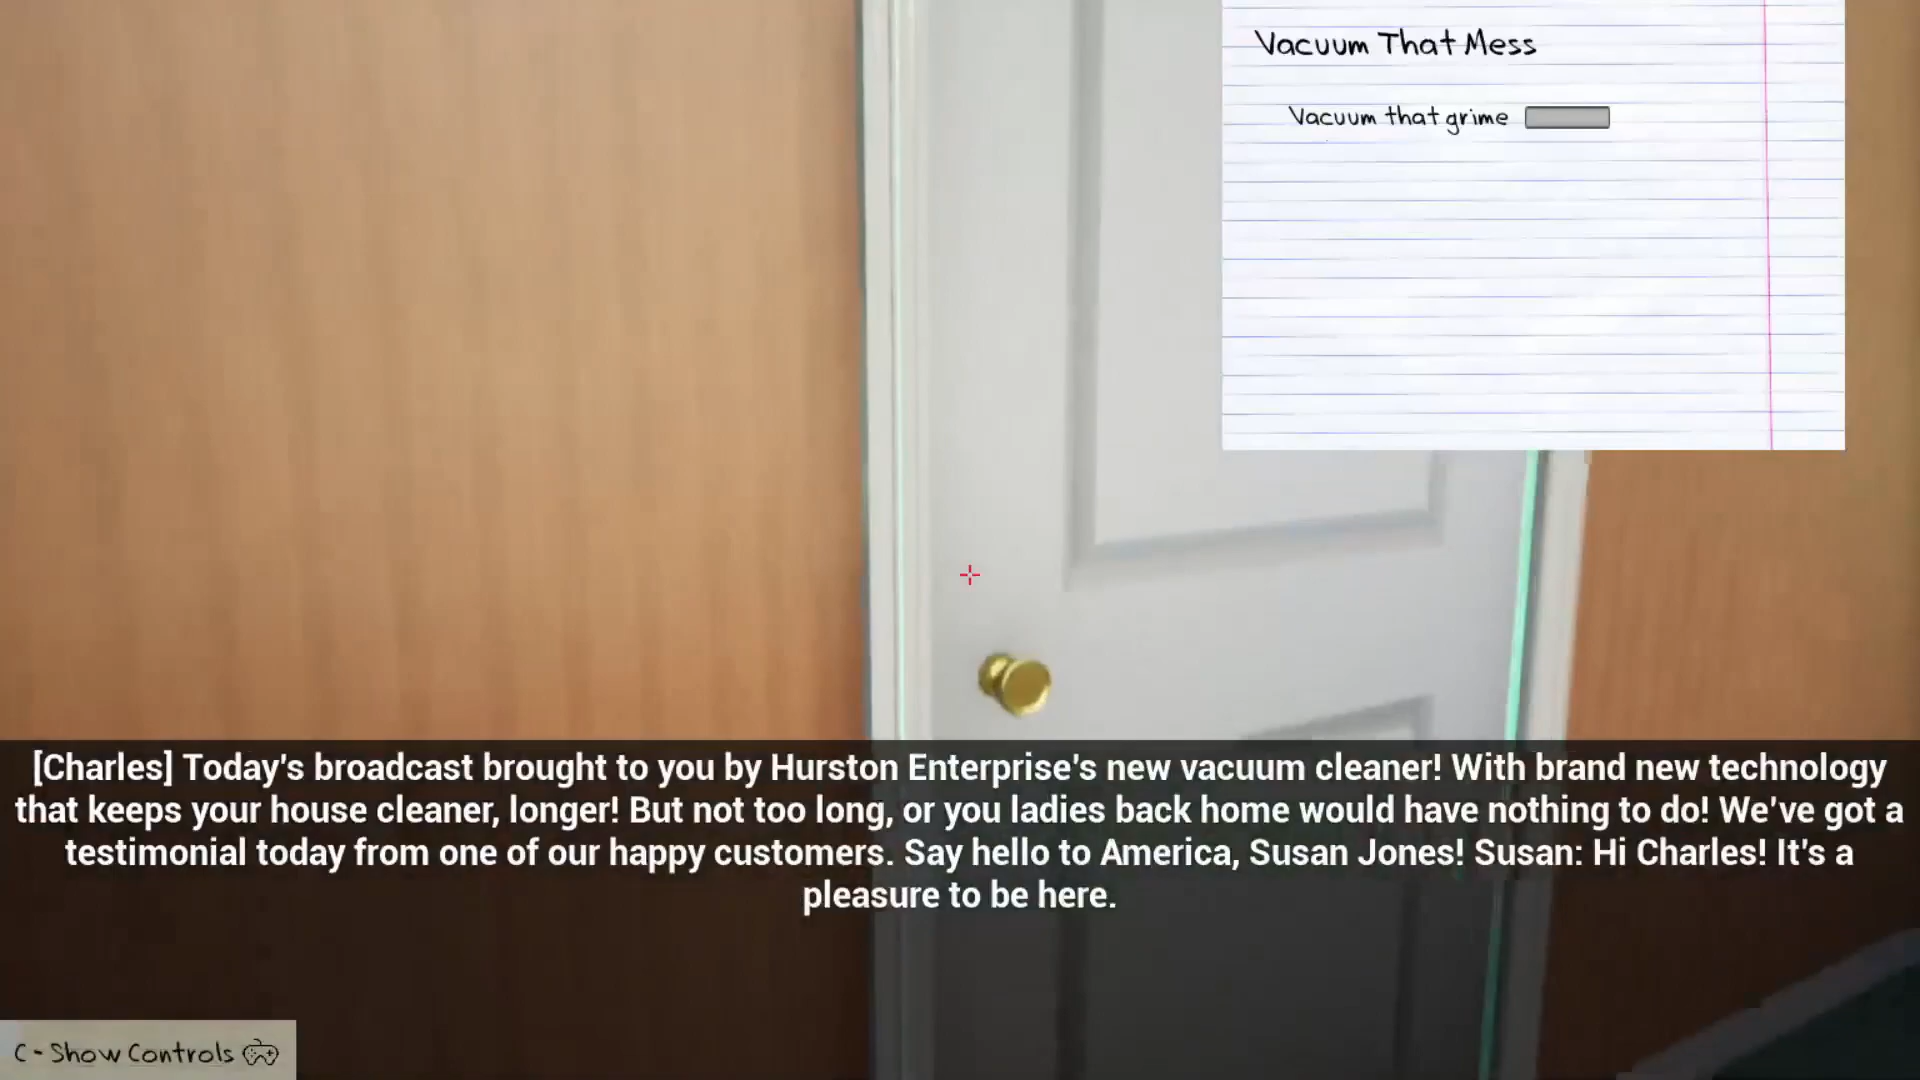 Vacuum That Mess
Vacuum that grime
[Charles] Today's broadcast brought to you by Hurston Enterprise's new vacuum cleaner! With brand new technology
that keeps your house cleaner, longer! But not too long, or you ladies back home would have nothing to do! We've got a
testimonial today from one of our happy customers. Say hello to America, Susan Jones! Susan: Hi Charles! It's a
pleasure to be here.
C - Show Controls